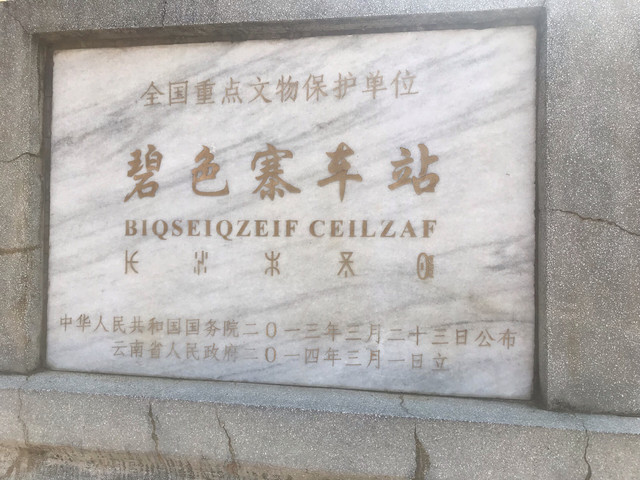 全国重点文物保护单位
碧色寨车站
BIQSEIQZEIF CEILZAF
中华人民共和国国务院二〇一三年三月二十三日公布
云南省人民政府二〇一四年三月一日立